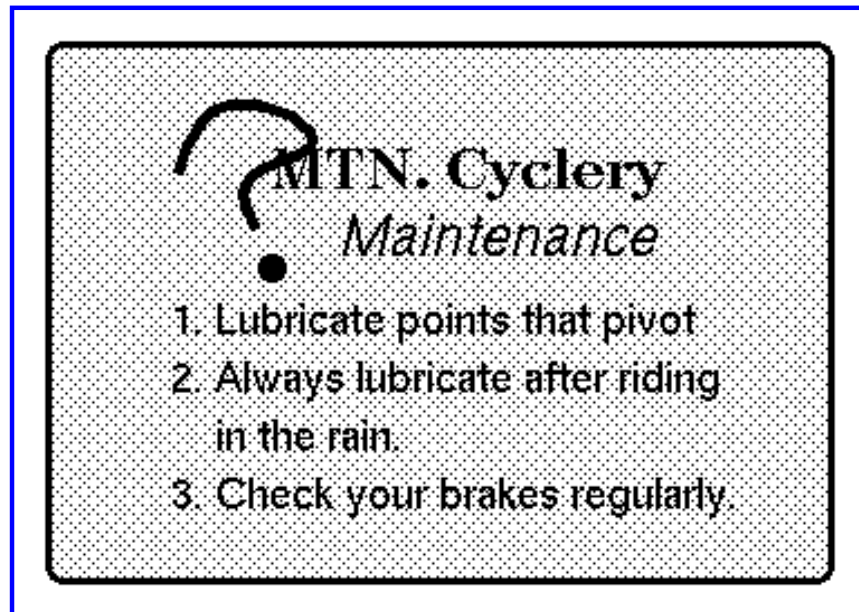 MTN. Cyclery
Maintenance
1. Lubricate points that pivot
2. Always lubricate after riding
in the rain.
3. Check your brakes regularly.